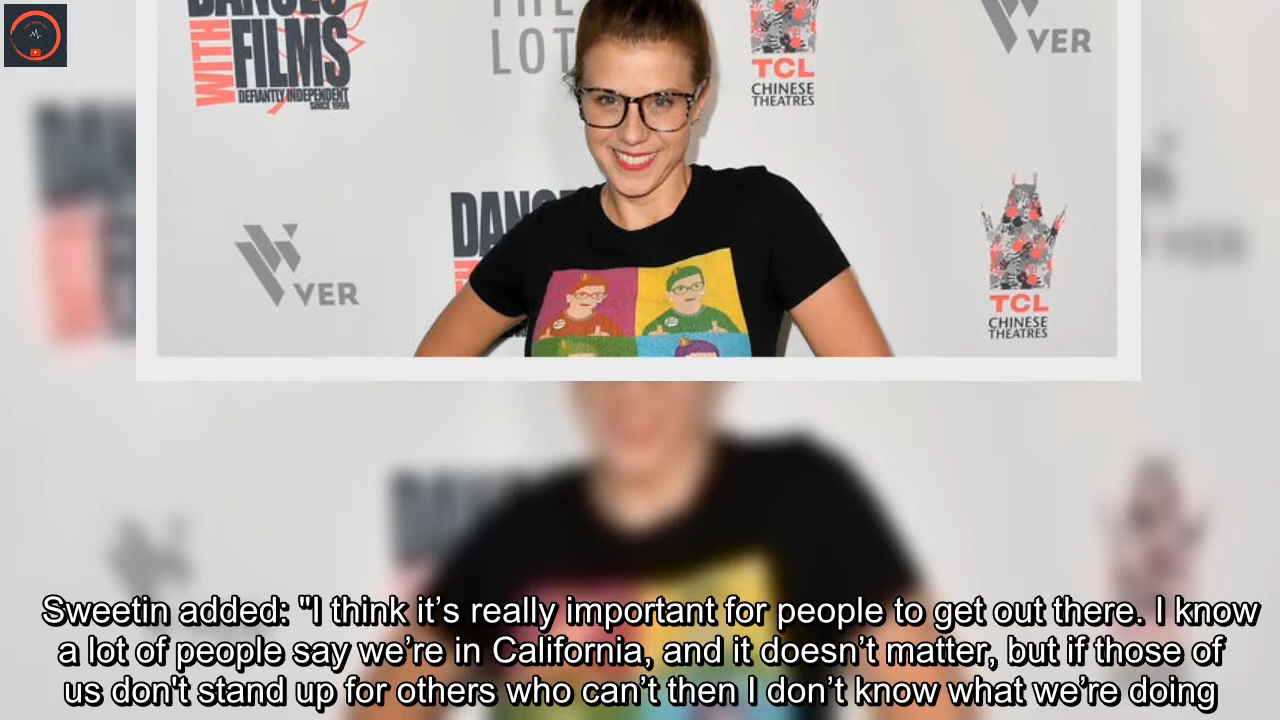 DANCES
WITH
FILMS
DEFIANTLY INDEPENDENT
SINCE 1998
THE
LOT
TCL
CHINESE
THEATRES
VER
VER
TCL
CHINESE
THEATRES
Sweetin added: "I think it’s really important for people to get out there. I know
a lot of people say we’re in California, and it doesn’t matter, but if those of
us don't stand up for others who can’t then I don’t know what we’re doing